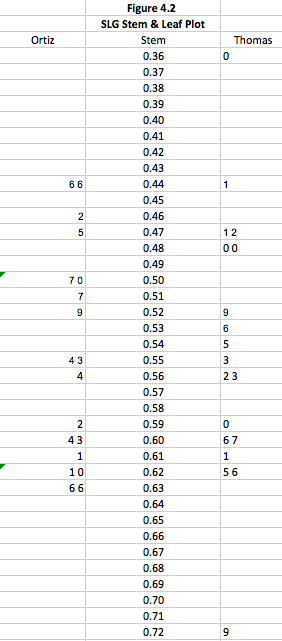 Figure 4.2
SLG Stem & Leaf Plot
Ortiz Stem Thomas
0.36 0
0.37
0.38
0.39
0.40
0.41
0.42
0.43
6 6 0.44 1
0.45
2 0.46
5 0.47 1 2
0.48 0 0
0.49
7 0 0.50
7 0.51
9 0.52 9
0.53 6
0.54 5
4 3 0.55 3
4 0.56 2 3
0.57
0.58
2 0.59 0
4 3 0.60 6 7
1 0.61 1
1 0 0.62 5 6
6 6 0.63
0.64
0.65
0.66
0.67
0.68
0.69
0.70
0.71
0.72 9